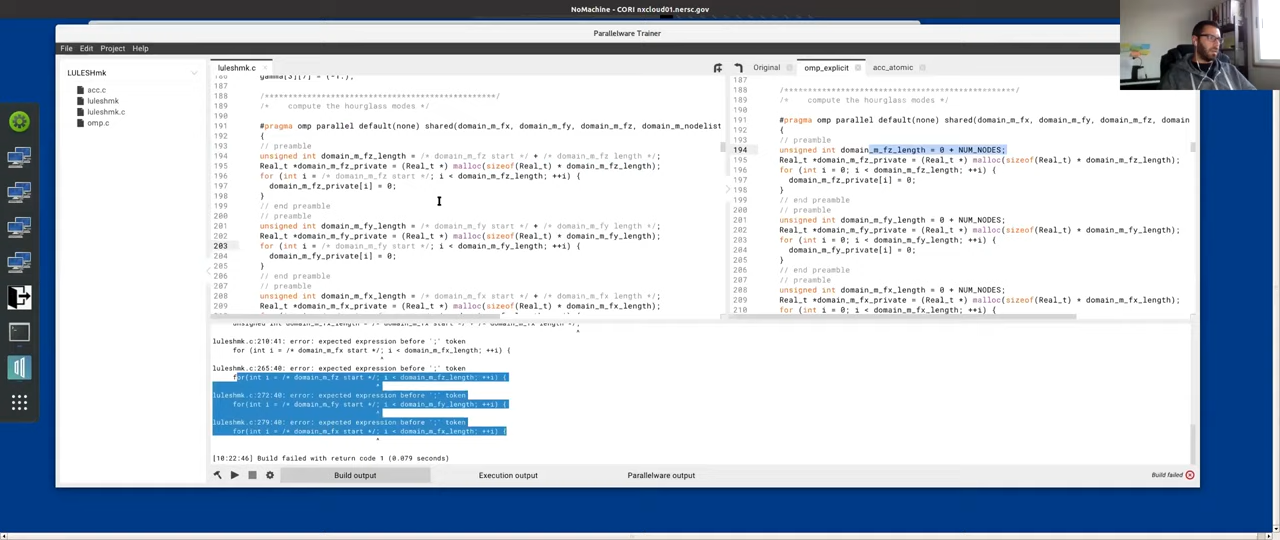 NoMachine - CORI nxcloud01.nersc.gov
Parallelware Trainer
File Edit Project Help
LULESHmk
acc.c
luleshmk
luleshmk.c
omp.c
luleshmk.c
186 gamma[3][7] = (-1.);
187
188 /*************************************************/
189 /* compute the hourglass modes */
190
191 #pragma omp parallel default(none) shared(domain_m_fx, domain_m_fy, domain_m_fz, domain_m_nodelist
192 {
193 // preamble
194 unsigned int domain_m_fz_length = /* domain_m_fz start */ + /* domain_m_fz length */;
195 Real_t *domain_m_fz_private = (Real_t *) malloc(sizeof(Real_t) * domain_m_fz_length);
196 for (int i = /* domain_m_fz start */; i < domain_m_fz_length; ++i) {
197 domain_m_fz_private[i] = 0;
198 }
199 // end preamble
200 // preamble
201 unsigned int domain_m_fy_length = /* domain_m_fy start */ + /* domain_m_fy length */;
202 Real_t *domain_m_fy_private = (Real_t *) malloc(sizeof(Real_t) * domain_m_fy_length);
203 for (int i = /* domain_m_fy start */; i < domain_m_fy_length; ++i) {
204 domain_m_fy_private[i] = 0;
205 }
206 // end preamble
207 // preamble
208 unsigned int domain_m_fx_length = /* domain_m_fx start */ + /* domain_m_fx length */;
209 Real_t *domain_m_fx_private = (Real_t *) malloc(sizeof(Real_t) * domain_m_fx_length);
Original omp_explicit acc_atomic
187
188 /*************************************************/
189 /* compute the hourglass modes */
190
191 #pragma omp parallel default(none) shared(domain_m_fx, domain_m_fy, domain_m_fz, domain
192 {
193 // preamble
194 unsigned int domain_m_fz_length = 0 + NUM_NODES;
195 Real_t *domain_m_fz_private = (Real_t *) malloc(sizeof(Real_t) * domain_m_fz_length);
196 for (int i = 0; i < domain_m_fz_length; ++i) {
197 domain_m_fz_private[i] = 0;
198 }
199 // end preamble
200 // preamble
201 unsigned int domain_m_fy_length = 0 + NUM_NODES;
202 Real_t *domain_m_fy_private = (Real_t *) malloc(sizeof(Real_t) * domain_m_fy_length);
203 for (int i = 0; i < domain_m_fy_length; ++i) {
204 domain_m_fy_private[i] = 0;
205 }
206 // end preamble
207 // preamble
208 unsigned int domain_m_fx_length = 0 + NUM_NODES;
209 Real_t *domain_m_fx_private = (Real_t *) malloc(sizeof(Real_t) * domain_m_fx_length);
210 for (int i = 0; i < domain_m_fx_length; ++i) {
unsigned int domain_m_fx_length = /* domain_m_fx start */ + /* domain_m_fx length */;
^
luleshmk.c:210:41: error: expected expression before ';' token
for (int i = /* domain_m_fx start */; i < domain_m_fx_length; ++i) {
^
luleshmk.c:265:40: error: expected expression before ';' token
for(int i = /* domain_m_fz start */; i < domain_m_fz_length; ++i) {
^
luleshmk.c:272:40: error: expected expression before ';' token
for(int i = /* domain_m_fy start */; i < domain_m_fy_length; ++i) {
^
luleshmk.c:279:40: error: expected expression before ';' token
for(int i = /* domain_m_fx start */; i < domain_m_fx_length; ++i) {
^
[10:22:46] Build failed with return code 1 (0.079 seconds)
Build output Execution output Parallelware output Build failed